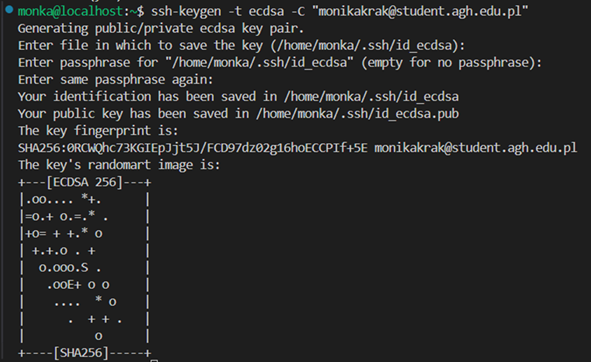 monka@localhost:~$ ssh-keygen -t ecdsa -C "monikakrak@student.agh.edu.pl"
Generating public/private ecdsa key pair.
Enter file in which to save the key (/home/monka/.ssh/id_ecdsa):
Enter passphrase for "/home/monka/.ssh/id_ecdsa" (empty for no passphrase):
Enter same passphrase again:
Your identification has been saved in /home/monka/.ssh/id_ecdsa
Your public key has been saved in /home/monka/.ssh/id_ecdsa.pub
The key fingerprint is:
SHA256:0RCWQhc73KGIEpJjt5J/FCD97dz02g16hoECCPIf+5E monikakrak@student.agh.edu.pl
The key's randomart image is:
+---[ECDSA 256]---+
|.oo.... *+.      |
|=o.+ o.=.* .     |
|+o= + +.* o      |
| +.+.o . +       |
|  o.ooo.S .      |
|   .ooE+ o o     |
|    ....  * o    |
|      .  + + .   |
|          o      |
+----[SHA256]-----+